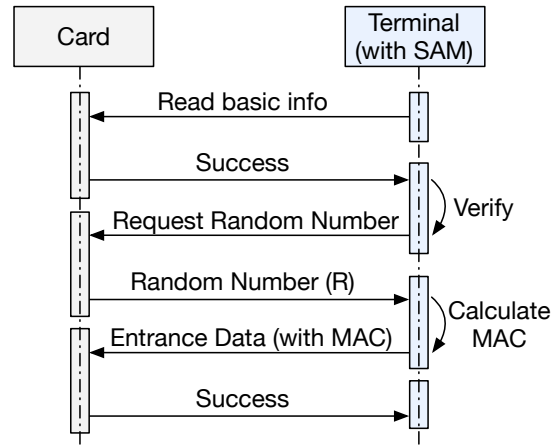 Card
Terminal
(with SAM)
Read basic info
Success
Verify
Request Random Number
Random Number (R)
Calculate
MAC
Entrance Data (with MAC)
Success